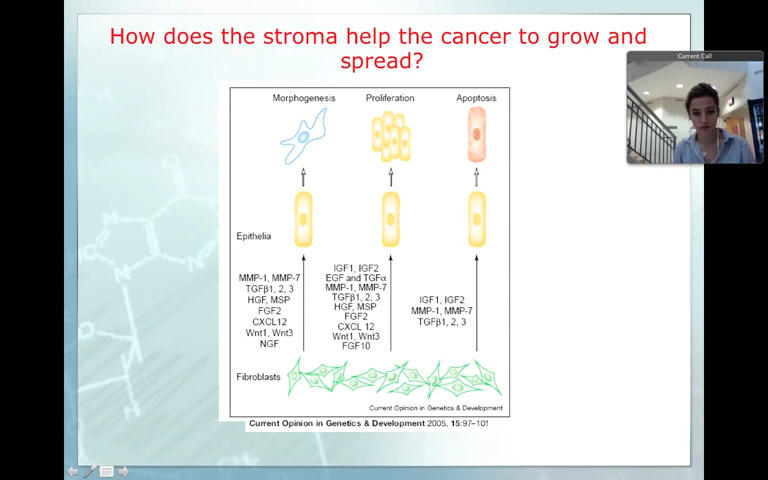 How does the stroma help the cancer to grow and
spread?
Current Call
Morphogenesis
Proliferation
Apoptosis
Epithelia
MMP-1, MMP-7
TGFβ1, 2, 3
HGF, MSP
FGF2
CXCL12
Wnt1, Wnt3
NGF
IGF1, IGF2
EGF and TGFα
MMP-1, MMP-7
TGFβ1, 2, 3
HGF, MSP
FGF2
CXCL 12
Wnt1, Wnt3
FGF10
IGF1, IGF2
MMP-1, MMP-7
TGFβ1, 2, 3
Fibroblasts
Current Opinion in Genetics & Development
Current Opinion in Genetics & Development 2005, 15:97–101